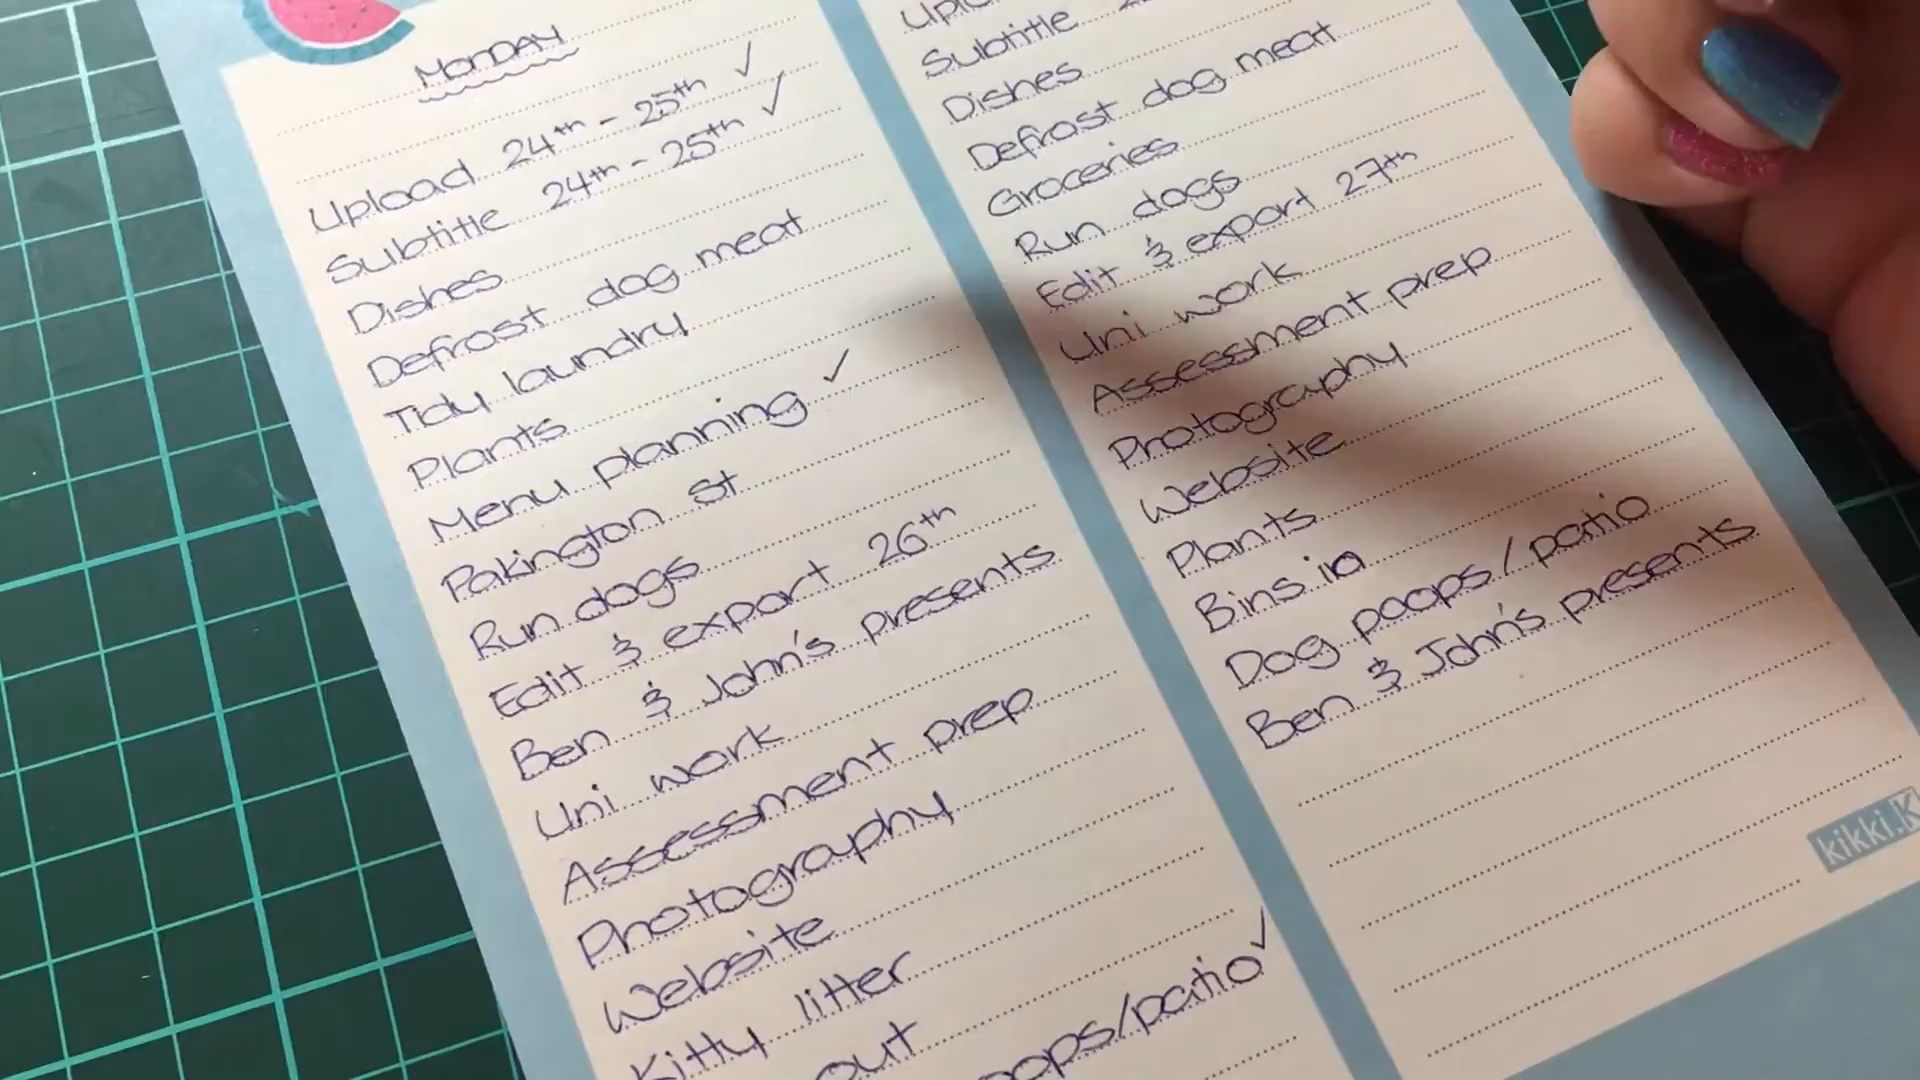 MONDAY
Upload 24th - 25th ✓
Subtitle 24th - 25th ✓
Dishes
Defrost dog meat
Tidy laundry
Plants
Menu planning ✓
Pakington st
Run dogs
Edit & export 26th
Ben & John's presents
Uni work
Assessment prep
Photography
Website
Kitty litter
out
poops/patio ✓
Subtitle
Dishes
Defrost dog meat
Groceries
Run dogs
Edit & export 27th
Uni work
Assessment prep
Photography
Website
Plants
Bins in
Dog poops / patio
Ben & John's presents
kikki.K